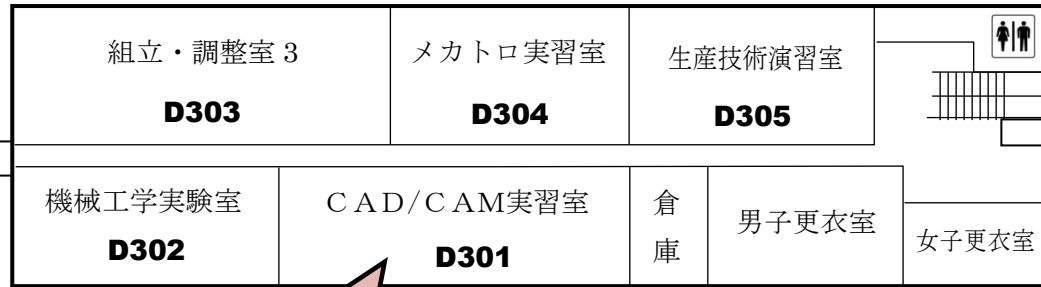 組立・調整室３
D303
メカトロ実習室
D304
生産技術演習室
D305
機械工学実験室
D302
ＣＡＤ/ＣＡＭ実習室
D301
倉
庫
男子更衣室
女子更衣室